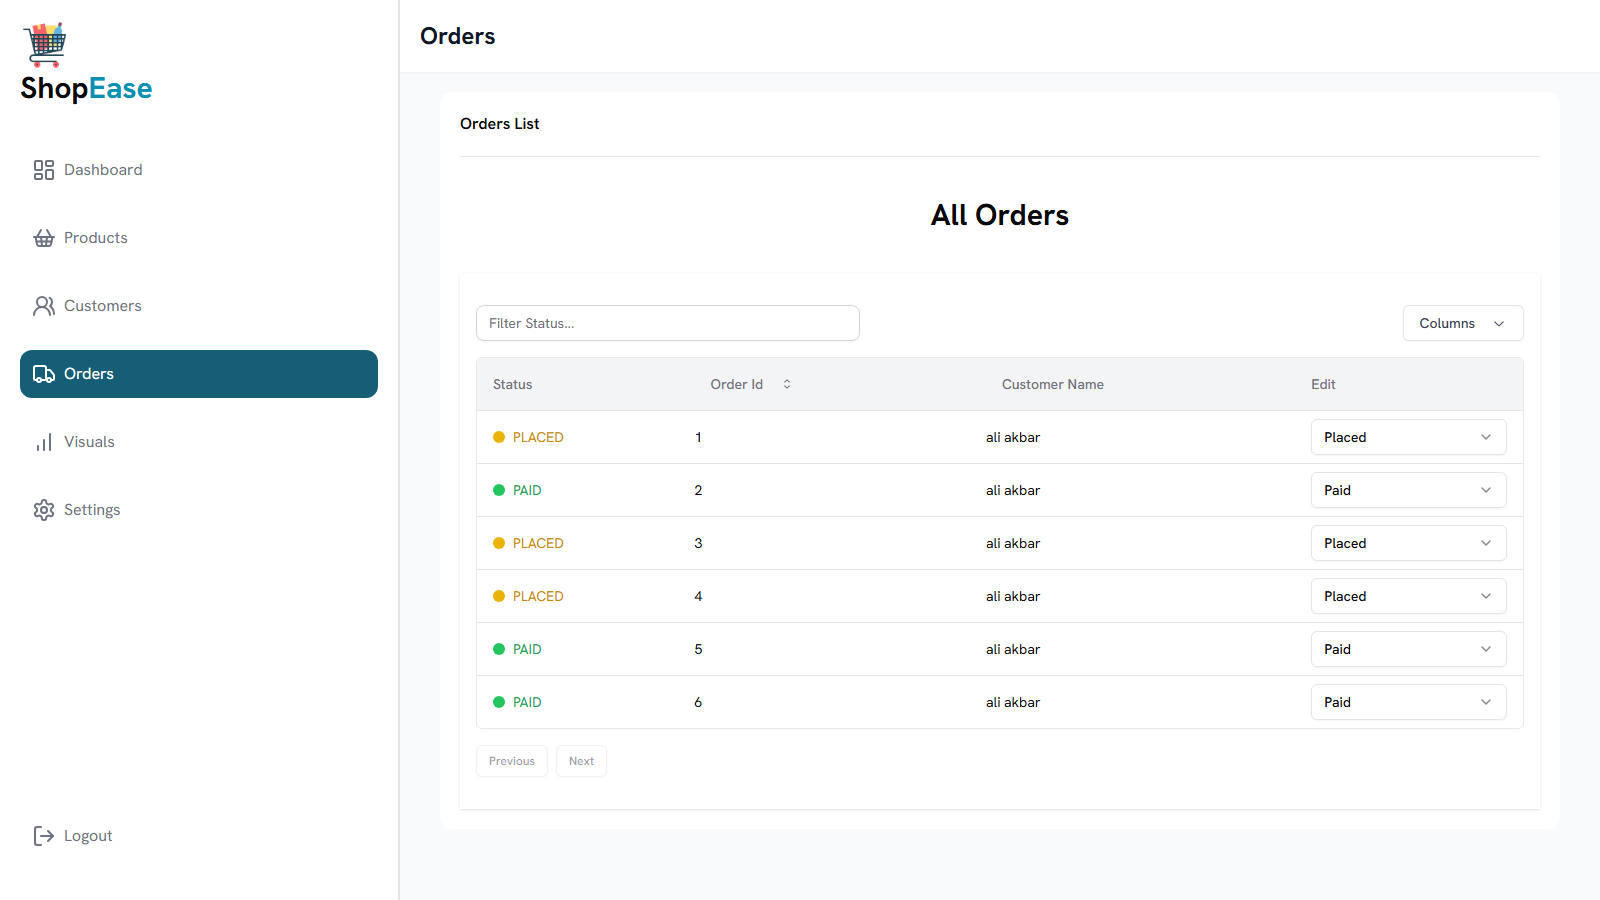 ShopEase
Dashboard
Products
Customers
Orders
Visuals
Settings
Logout
Orders
Orders List
All Orders
Filter Status...
Columns
Status Order Id Customer Name Edit
PLACED 1 ali akbar Placed
PAID 2 ali akbar Paid
PLACED 3 ali akbar Placed
PLACED 4 ali akbar Placed
PAID 5 ali akbar Paid
PAID 6 ali akbar Paid
Previous Next